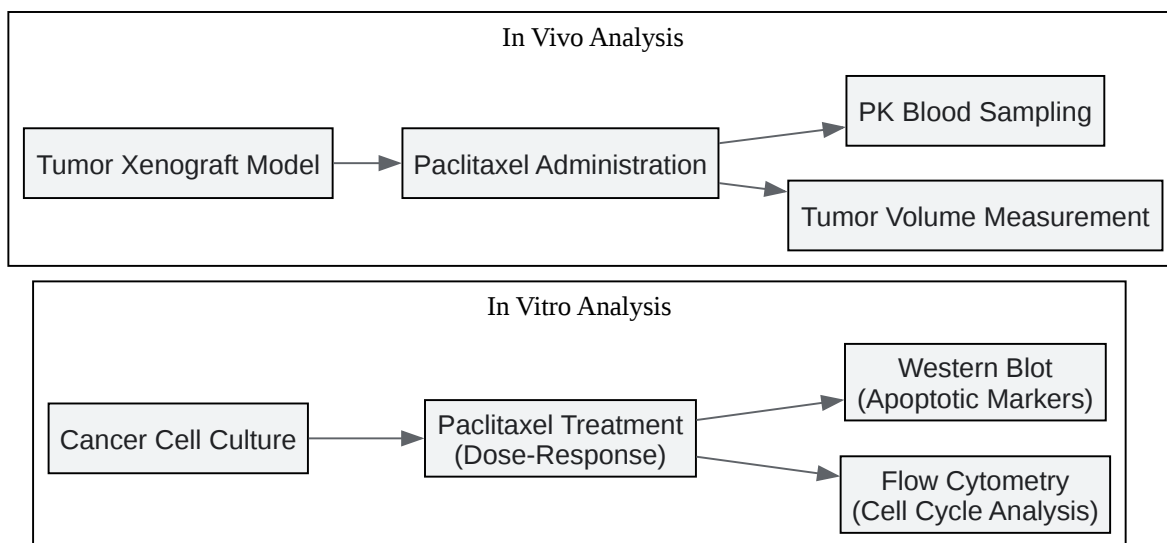 In Vivo Analysis
PK Blood Sampling
Tumor Xenograft Model
Paclitaxel Administration
Tumor Volume Measurement
In Vitro Analysis
Western Blot
(Apoptotic Markers)
Cancer Cell Culture
Paclitaxel Treatment
(Dose-Response)
Flow Cytometry
(Cell Cycle Analysis)